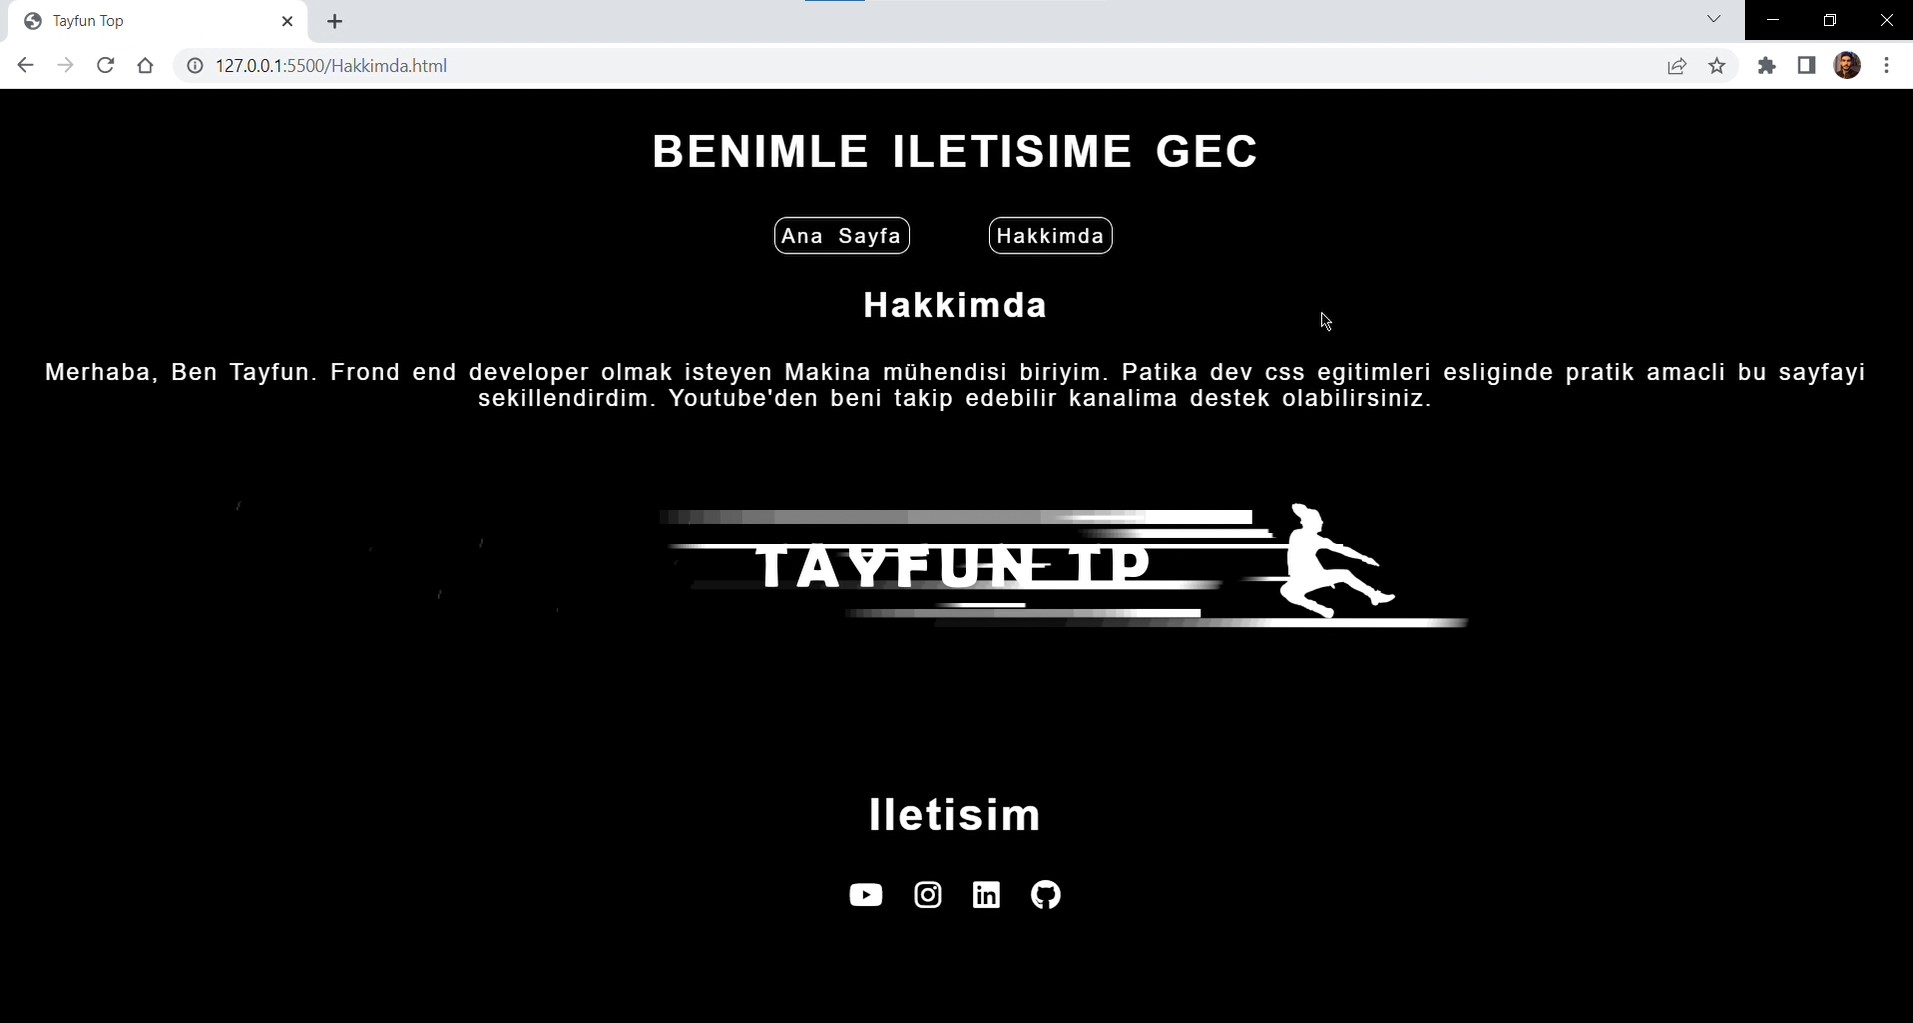 Tayfun Top
127.0.0.1:5500/Hakkimda.html
BENIMLE ILETISIME GEC
Ana Sayfa Hakkimda
Hakkimda
Merhaba, Ben Tayfun. Frond end developer olmak isteyen Makina mühendisi biriyim. Patika dev css egitimleri esliginde pratik amacli bu sayfayi
sekillendirdim. Youtube'den beni takip edebilir kanalima destek olabilirsiniz.
TAYFUN TP
Iletisim
in